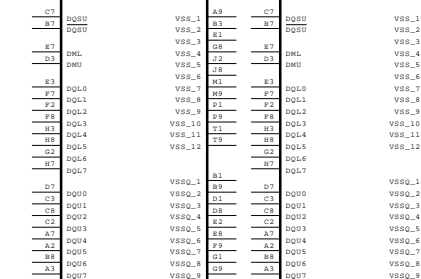 C7 DQSU VSS_1 A9 C7 DQSU VSS_1
B7 DQSU VSS_2 B3 B7 DQSU VSS_2
VSS_3 E1 VSS_3
E7 DML VSS_4 G8 E7 DML VSS_4
D3 DMU VSS_5 J2 D3 DMU VSS_5
VSS_6 J8 VSS_6
E3 DQL0 VSS_7 M1 E3 DQL0 VSS_7
F7 DQL1 VSS_8 M9 F7 DQL1 VSS_8
F2 DQL2 VSS_9 P1 F2 DQL2 VSS_9
F8 DQL3 VSS_10 P9 F8 DQL3 VSS_10
H3 DQL4 VSS_11 T1 H3 DQL4 VSS_11
H8 DQL5 VSS_12 T9 H8 DQL5 VSS_12
G2 DQL6 G2 DQL6
H7 DQL7 H7 DQL7
VSSQ_1 B1 VSSQ_1
D7 DQU0 VSSQ_2 B9 D7 DQU0 VSSQ_2
C3 DQU1 VSSQ_3 D1 C3 DQU1 VSSQ_3
C8 DQU2 VSSQ_4 D8 C8 DQU2 VSSQ_4
C2 DQU3 VSSQ_5 E2 C2 DQU3 VSSQ_5
A7 DQU4 VSSQ_6 E8 A7 DQU4 VSSQ_6
A2 DQU5 VSSQ_7 F9 A2 DQU5 VSSQ_7
B8 DQU6 VSSQ_8 G1 B8 DQU6 VSSQ_8
A3 DQU7 VSSQ_9 G9 A3 DQU7 VSSQ_9